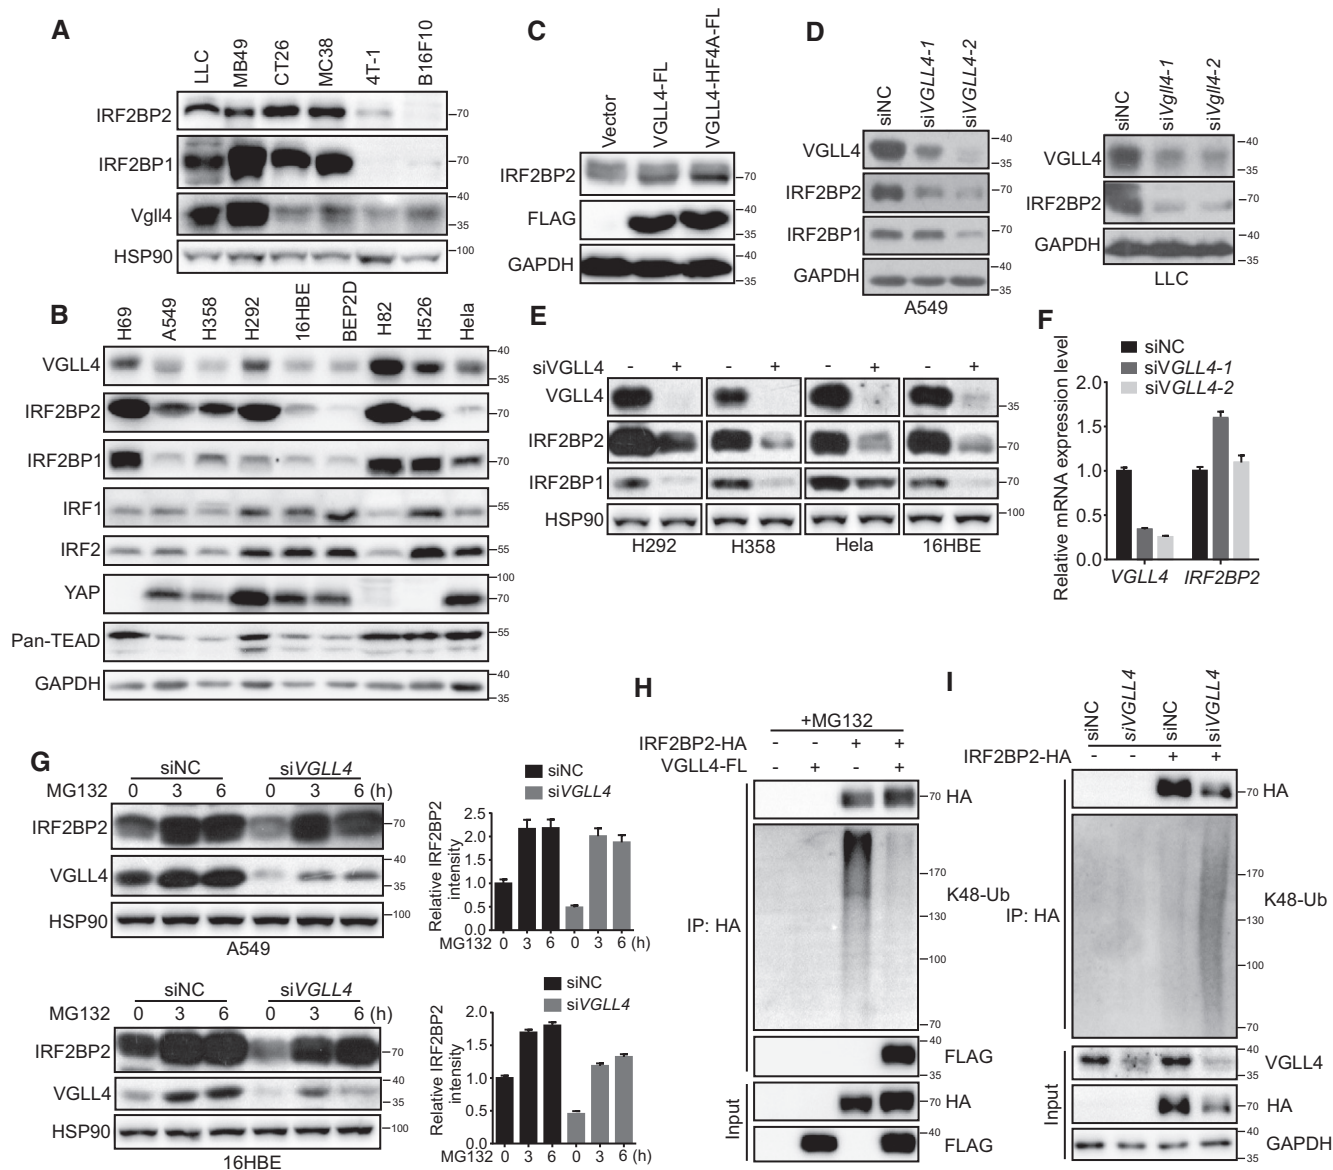 A
LLC MB49 CT26 MC38 4T-1 B16F10
IRF2BP2 70
IRF2BP1 70
Vgll4 40 35
HSP90 100
B
H69 A549 H358 H292 16HBE BEP2D H82 H526 Hela
VGLL4 40 35
IRF2BP2 70
IRF2BP1 70
IRF1 55
IRF2 55
YAP 100 70
Pan-TEAD 55
GAPDH 40 35
C
Vector VGLL4-FL VGLL4-HF4A-FL
IRF2BP2 70
FLAG 40 35
GAPDH 40 35
D
siNC siVGLL4-1 siVGLL4-2
VGLL4 40 35
IRF2BP2 70
IRF2BP1 70
GAPDH 40 35
A549
siNC siVgll4-1 siVgll4-2
VGLL4 40 35
IRF2BP2 70
GAPDH 40 35
LLC
E
siVGLL4 - + - + - + - +
VGLL4 35
IRF2BP2 70
IRF2BP1 70
HSP90 100
H292 H358 Hela 16HBE
F
siNC
siVGLL4-1
siVGLL4-2
Relative mRNA expression level
2.0
1.5
1.0
0.5
0.0
VGLL4 IRF2BP2
G
siNC siVGLL4
MG132 0 3 6 0 3 6 (h)
IRF2BP2 70
VGLL4 40 35
HSP90 100
A549
siNC
siVGLL4
Relative IRF2BP2 intensity
2.5
2.0
1.5
1.0
0.5
0.0
MG132 0 3 6 0 3 6 (h)
siNC siVGLL4
MG132 0 3 6 0 3 6 (h)
IRF2BP2 70
VGLL4 40 35
HSP90 100
16HBE
siNC
siVGLL4
Relative IRF2BP2 intensity
2.0
1.5
1.0
0.5
0.0
MG132 0 3 6 0 3 6 (h)
H
+MG132
IRF2BP2-HA - - + +
VGLL4-FL - + - +
IP: HA
70 HA
170
K48-Ub
130
100
70
40
FLAG
35
Input
70 HA
40 FLAG
I
siNC siVGLL4 siNC siVGLL4
IRF2BP2-HA - - + +
IP: HA
70 HA
170
K48-Ub
130
100
70
Input
40
VGLL4
35
70 HA
40
GAPDH
35